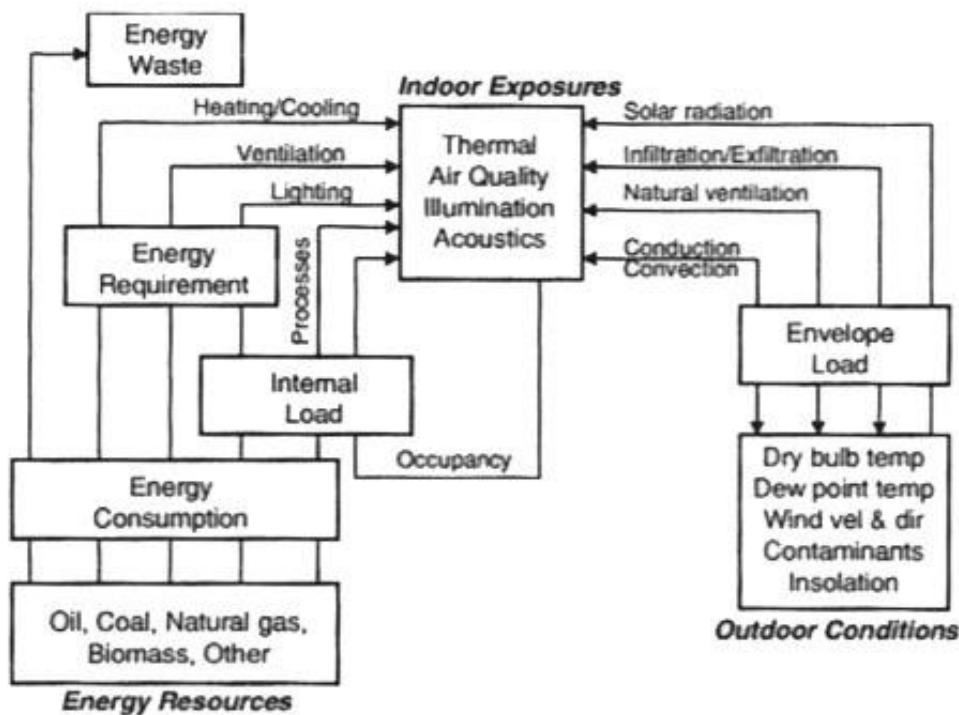 Energy
Waste
Indoor Exposures
Heating/Cooling
Ventilation
Lighting
Thermal
Air Quality
Illumination
Acoustics
Solar radiation
Infiltration/Exfiltration
Natural ventilation
Conduction
Convection
Energy
Requirement
Processes
Internal
Load
Envelope
Load
Occupancy
Energy
Consumption
Dry bulb temp
Dew point temp
Wind vel & dir
Contaminants
Insolation
Outdoor Conditions
Oil, Coal, Natural gas,
Biomass, Other
Energy Resources